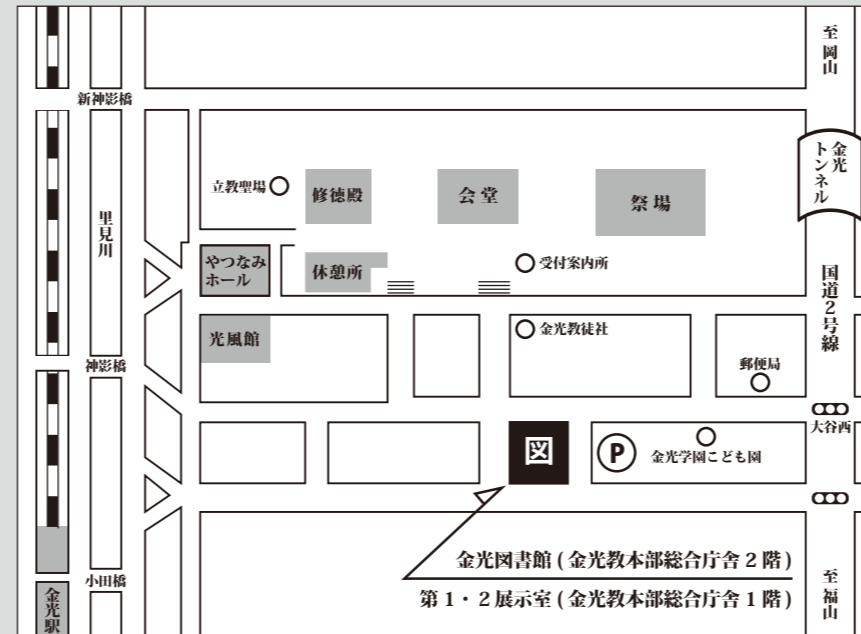 至岡山
新神影橋
金光
トンネル
立教聖場
修徳殿
会堂
祭場
里見川
やつなみ
ホール
休憩所
受付案内所
国道2号線
光風館
金光教徒社
郵便局
神影橋
大谷西
図
P
金光学園こども園
金光図書館(金光教本部総合庁舎2階)
小田橋
第1・2展示室(金光教本部総合庁舎1階)
至福山
金光駅